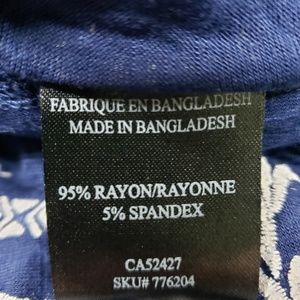 FABRIQUE EN BANGLADESH
MADE IN BANGLADESH
95% RAYON/RAYONNE
5% SPANDEX
CA52427
SKU# 776204